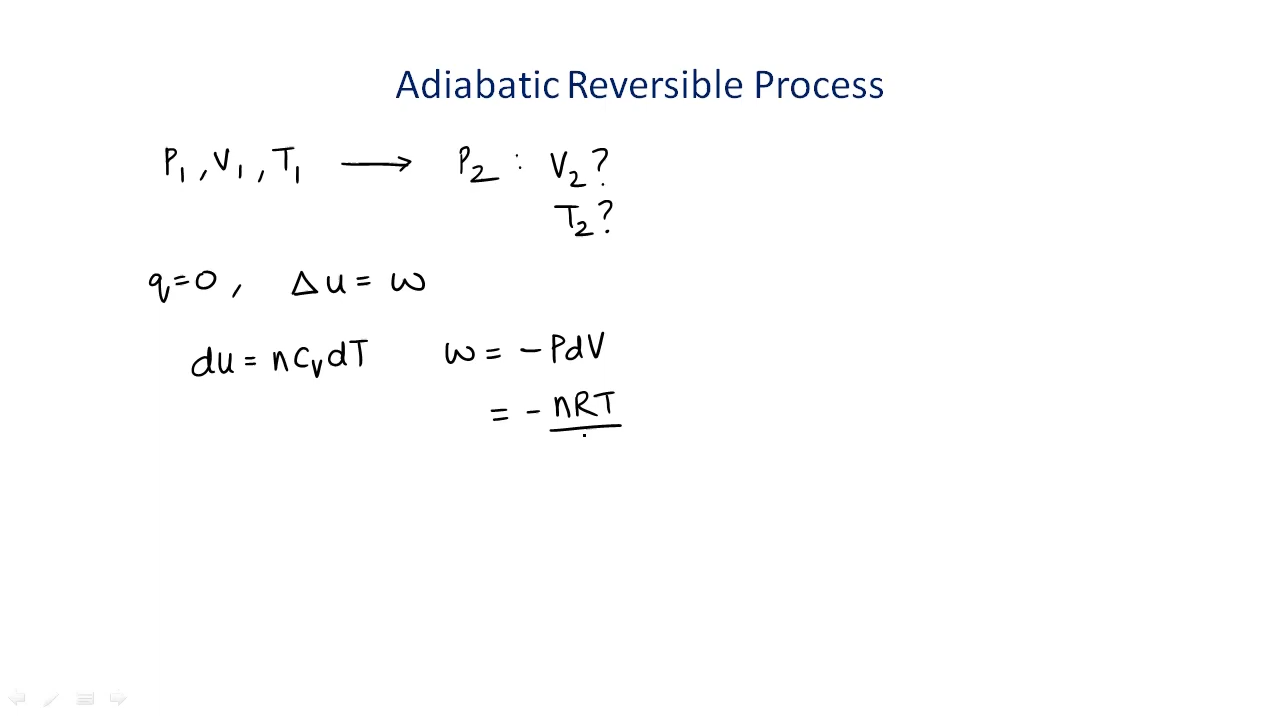 Adiabatic Reversible Process
P₁, V₁, T₁ ⟶ P₂ : V₂?
T₂?
q=0, Δu = w
du = nCᵥdT w = -PdV
= - nRT